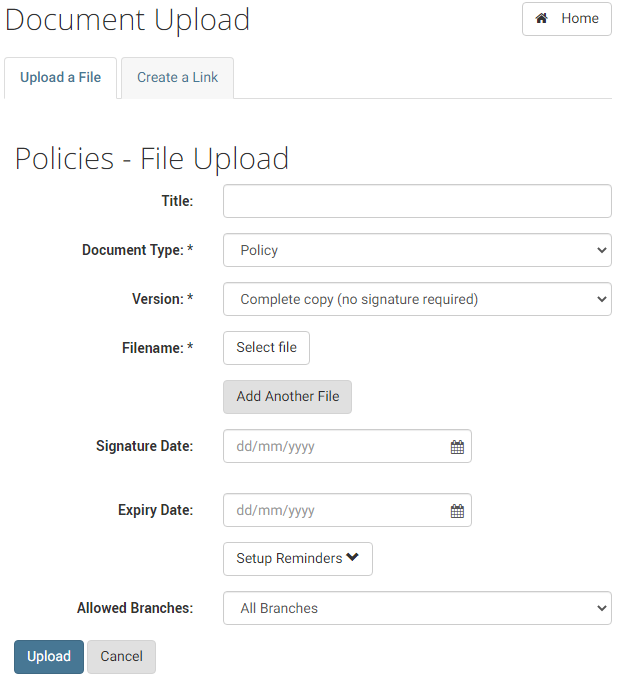 Document Upload
Home
Upload a File
Create a Link
Policies - File Upload
Title:
Document Type: * Policy
Version: * Complete copy (no signature required)
Filename: * Select file
Add Another File
Signature Date: dd/mm/yyyy
Expiry Date: dd/mm/yyyy
Setup Reminders
Allowed Branches: All Branches
Upload Cancel